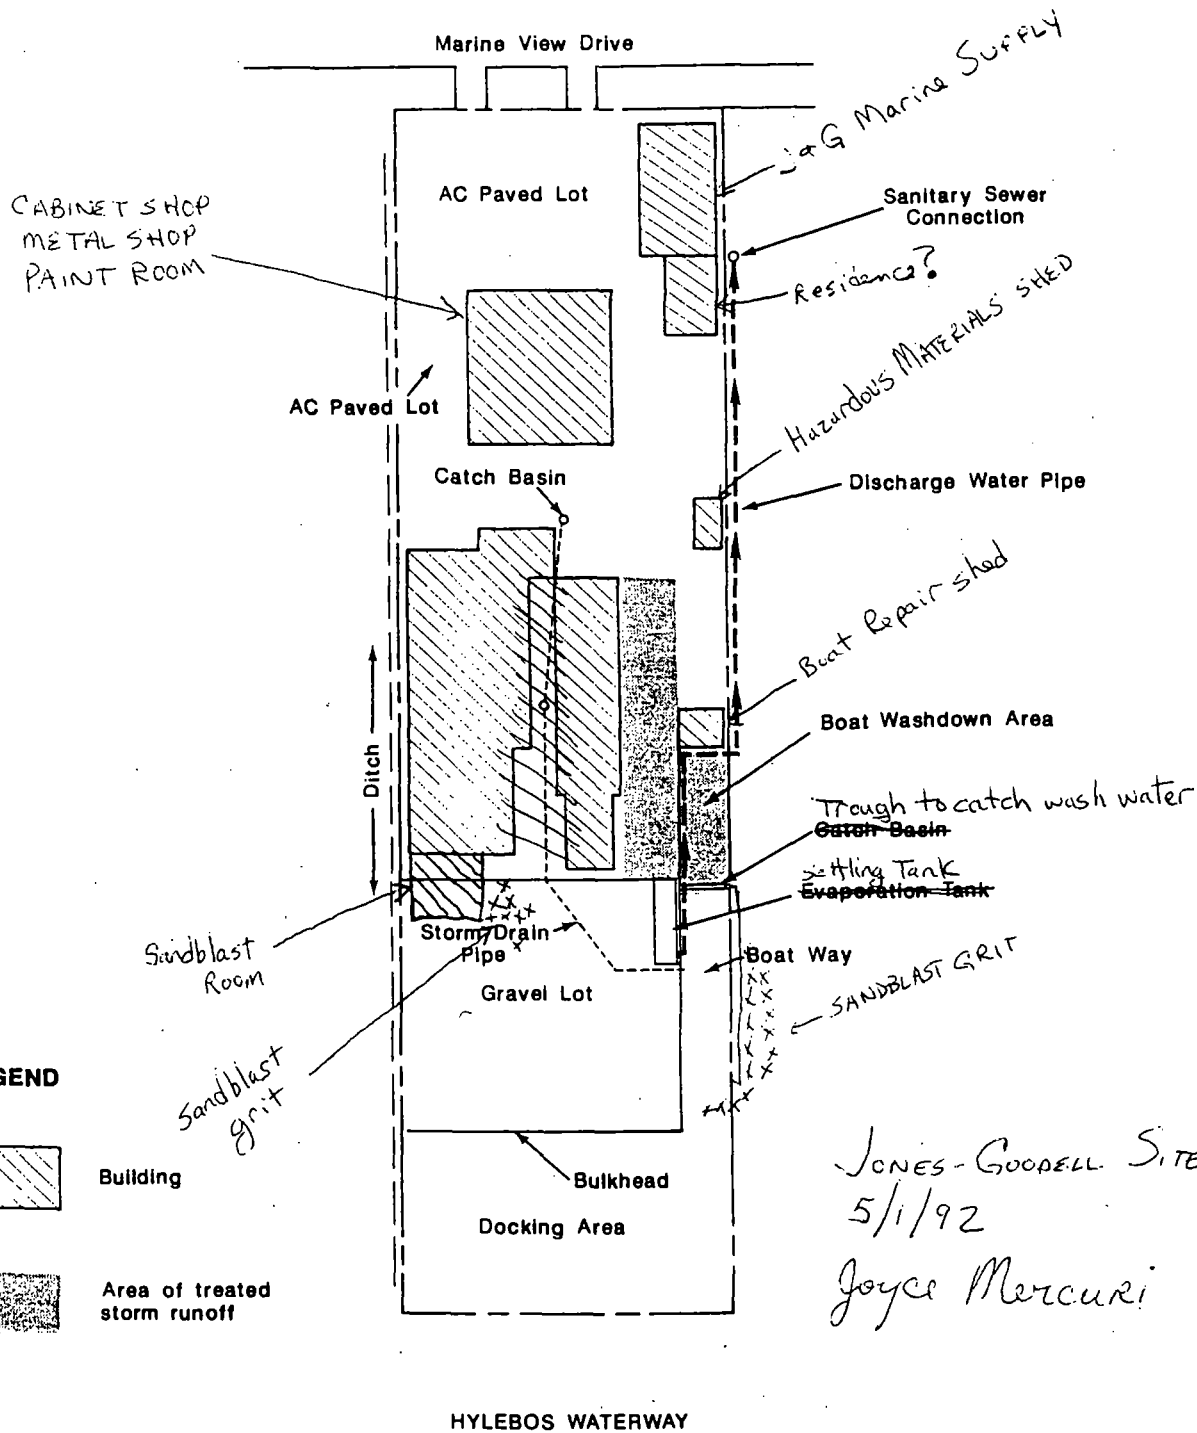 Marine View Drive
J&G Marine Supply
AC Paved Lot
Sanitary Sewer
Connection
CABINET SHOP
METAL SHOP
PAINT ROOM
Residence?
Hazardous MATERIALS SHED
AC Paved Lot
Catch Basin
Discharge Water Pipe
Boat Repair shed
Boat Washdown Area
Ditch
Trough to catch wash water
Catch Basin
settling Tank
Evaporation Tank
Storm Drain
Pipe
Boat Way
Sandblast
Room
SANDBLAST GRIT
Gravel Lot
Sandblast
grit
GEND
Building
Bulkhead
JONES-GOODELL SITE
5/1/92
Docking Area
Joyce Mercuri
Area of treated
storm runoff
HYLEBOS WATERWAY